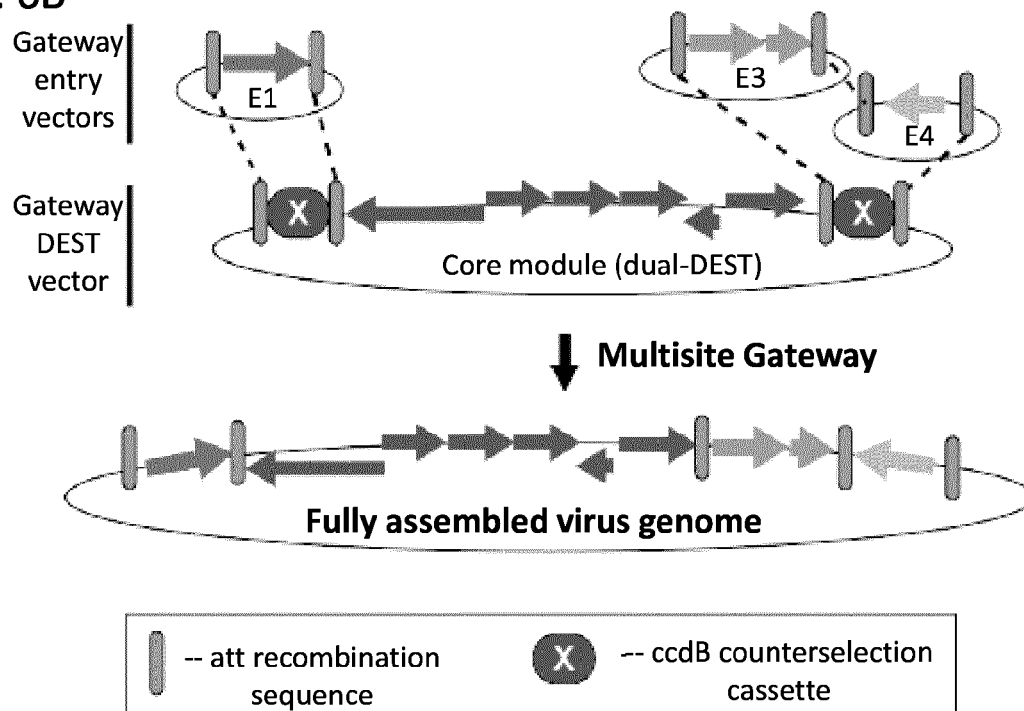 Gateway
entry
vectors
E1
E3
E4
Gateway
DEST
vector
X
X
Core module (dual-DEST)
Multisite Gateway
Fully assembled virus genome
-- att recombination
sequence
X
-- ccdB counterselection
cassette